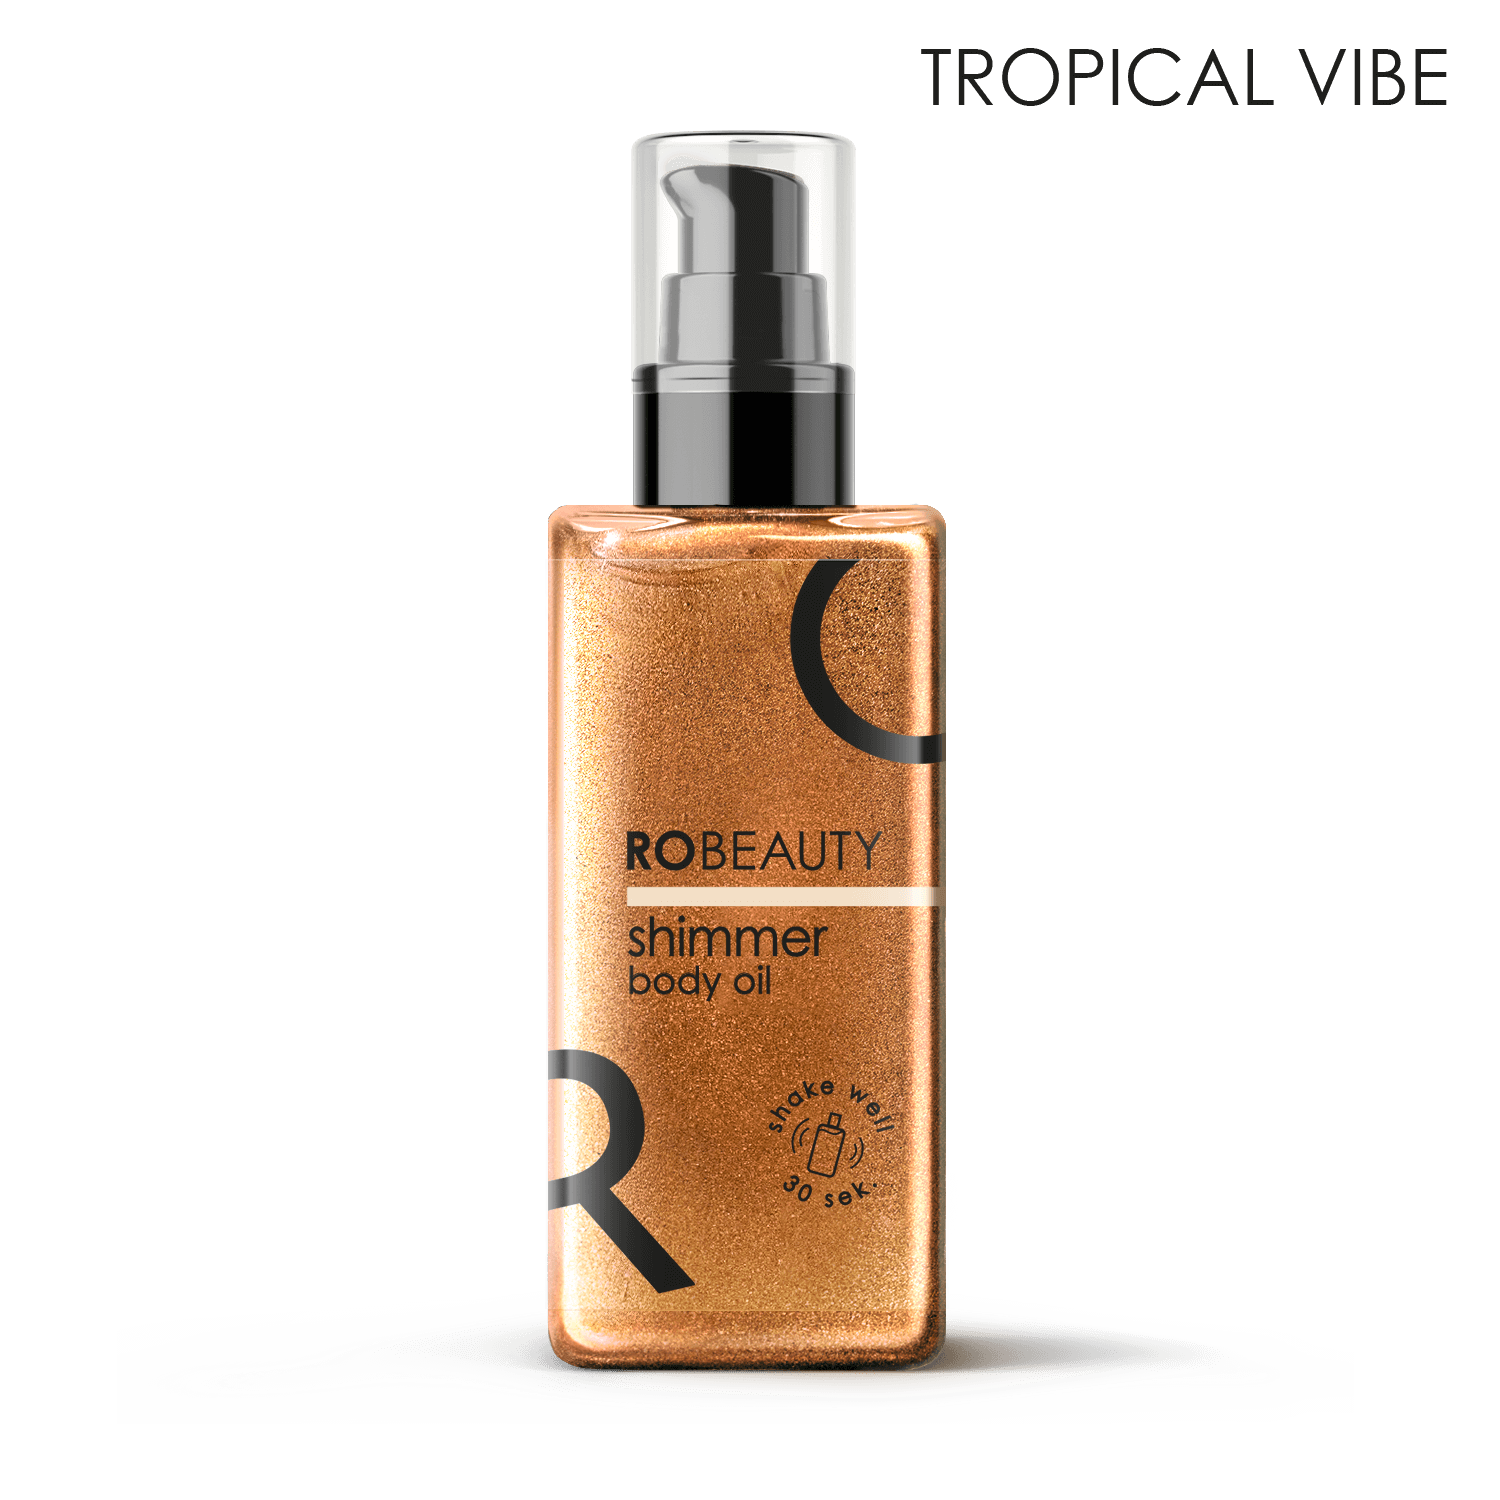 TROPICAL VIBE
O
ROBEAUTY
shimmer
body oil
R
shake well
30 sek.